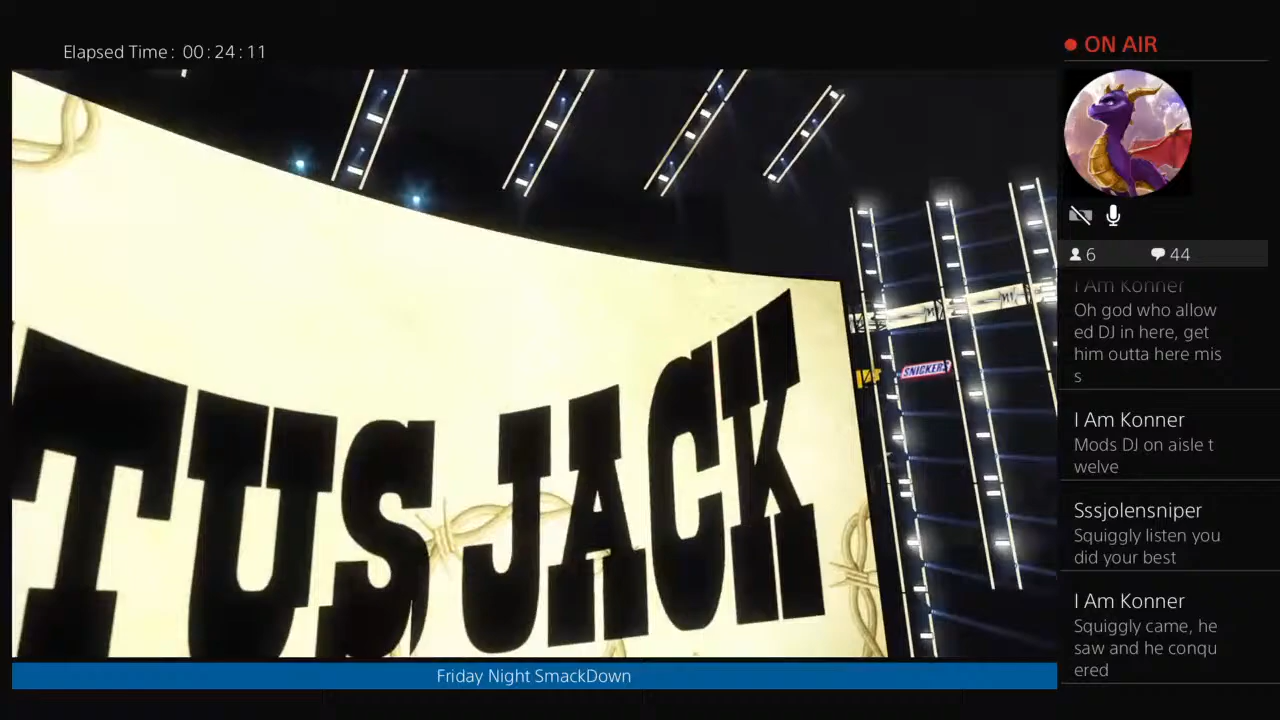 Elapsed Time: 00:24:11
ON AIR
6 44
I Am Konner
Oh god who allow
ed DJ in here, get
him outta here mis
s
I Am Konner
Mods DJ on aisle t
welve
Sssjolensniper
Squiggly listen you
did your best
I Am Konner
Squiggly came, he
saw and he conqu
ered
SNICKERS
TUS JACK
Friday Night SmackDown